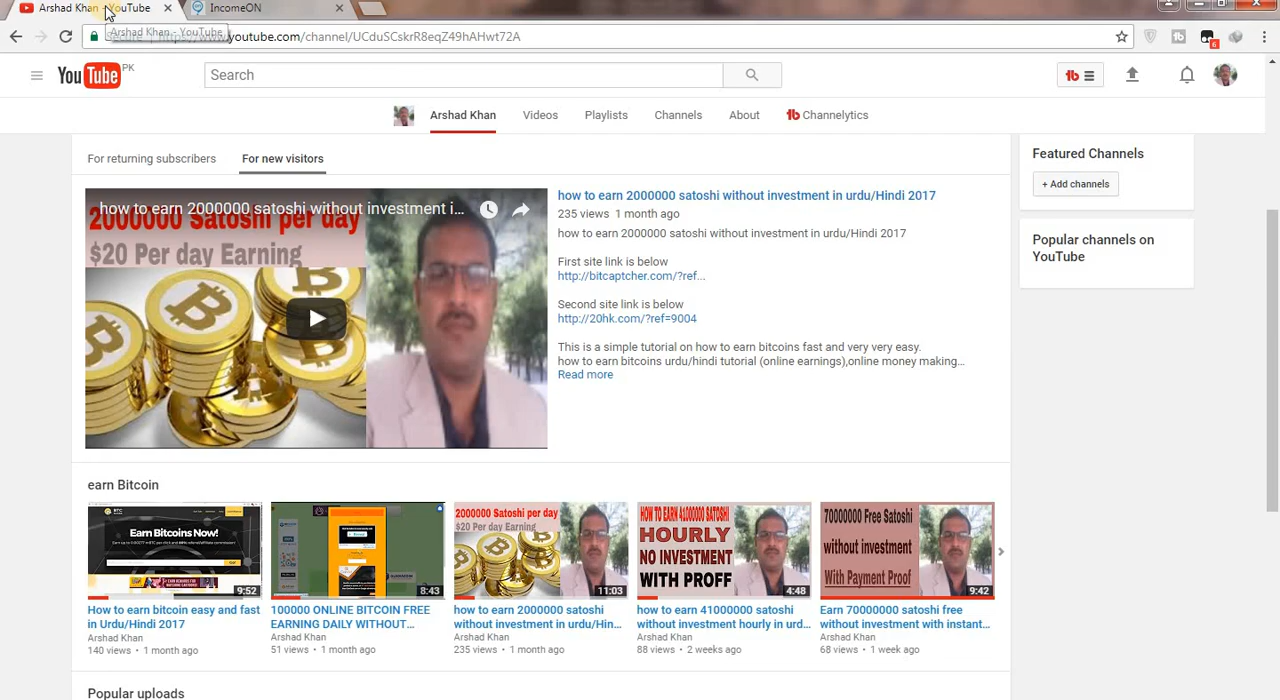 Arshad Khan - YouTube
IncomeON
Arshad Khan - YouTube
Secure https://www.youtube.com/channel/UCduSCskrR8eqZ49hAHwt72A
6
YouTube PK
Search
Arshad Khan
Videos
Playlists
Channels
About
Channelytics
For returning subscribers
For new visitors
how to earn 2000000 satoshi without investment i...
2000000 Satoshi per day
$20 Per day Earning
how to earn 2000000 satoshi without investment in urdu/Hindi 2017
235 views 1 month ago
how to earn 2000000 satoshi without investment in urdu/Hindi 2017
First site link is below
http://bitcaptcher.com/?ref...
Second site link is below
http://20hk.com/?ref=9004
This is a simple tutorial on how to earn bitcoins fast and very very easy.
how to earn bitcoins urdu/hindi tutorial (online earnings),online money making...
Read more
Featured Channels
+ Add channels
Popular channels on
YouTube
earn Bitcoin
Earn Bitcoins Now!
9:52
How to earn bitcoin easy and fast
in Urdu/Hindi 2017
Arshad Khan
140 views • 1 month ago
8:43
100000 ONLINE BITCOIN FREE
EARNING DAILY WITHOUT...
Arshad Khan
51 views • 1 month ago
2000000 Satoshi per day
$20 Per day Earning
11:03
how to earn 2000000 satoshi
without investment in urdu/Hin...
Arshad Khan
235 views • 1 month ago
HOW TO EARN 41000000 SATOSHI
HOURLY
NO INVESTMENT
WITH PROFF
4:48
how to earn 41000000 satoshi
without investment hourly in urd...
Arshad Khan
88 views • 2 weeks ago
70000000 Free Satoshi
without investment
With Payment Proof
9:42
Earn 70000000 satoshi free
without investment with instant...
Arshad Khan
68 views • 1 week ago
Popular uploads